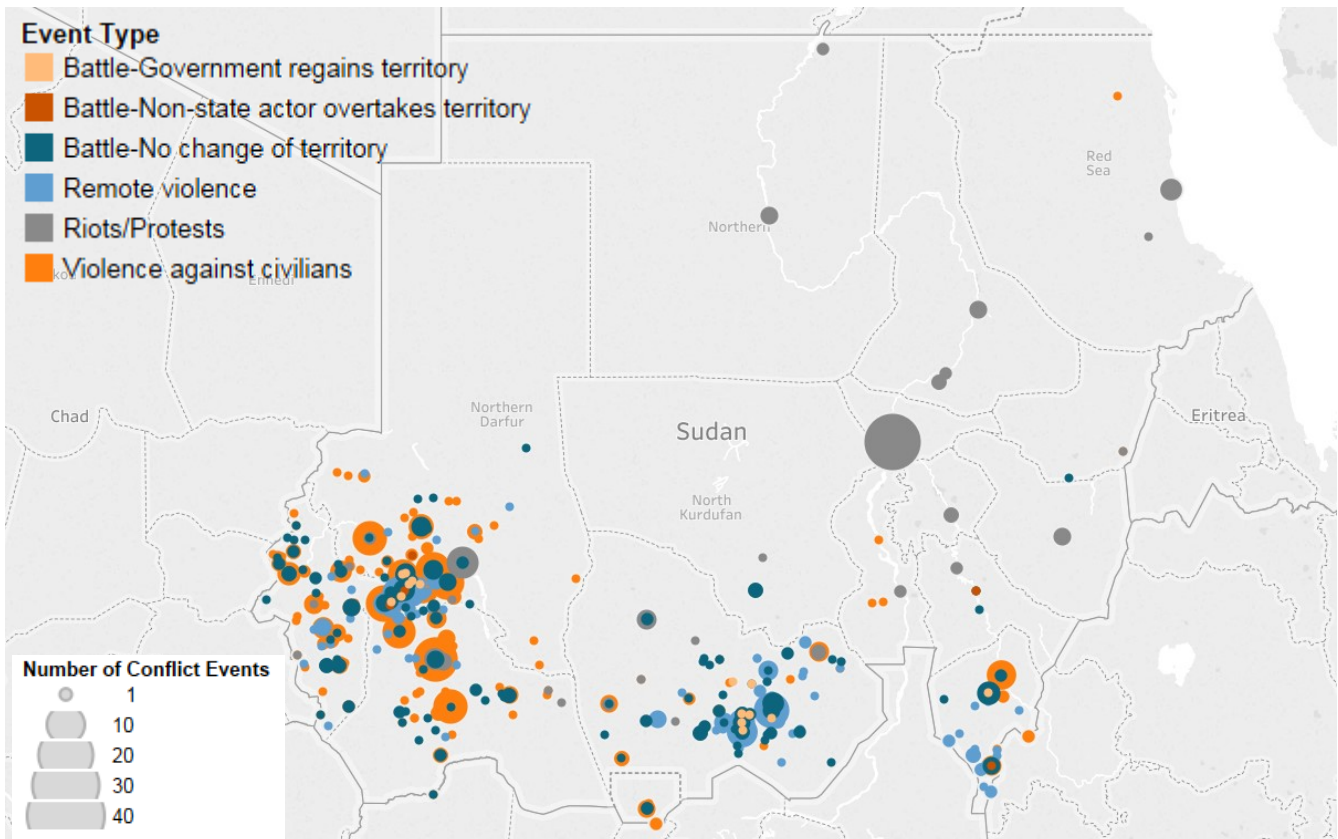 Event Type
Battle-Government regains territory
Battle-Non-state actor overtakes territory
Battle-No change of territory
Remote violence
Riots/Protests
Violence against civilians
Ennedi
Red
Sea
Northern
Chad
Northern
Darfur
Sudan
Eritrea
North
Kurdufan
Number of Conflict Events
1
10
20
30
40